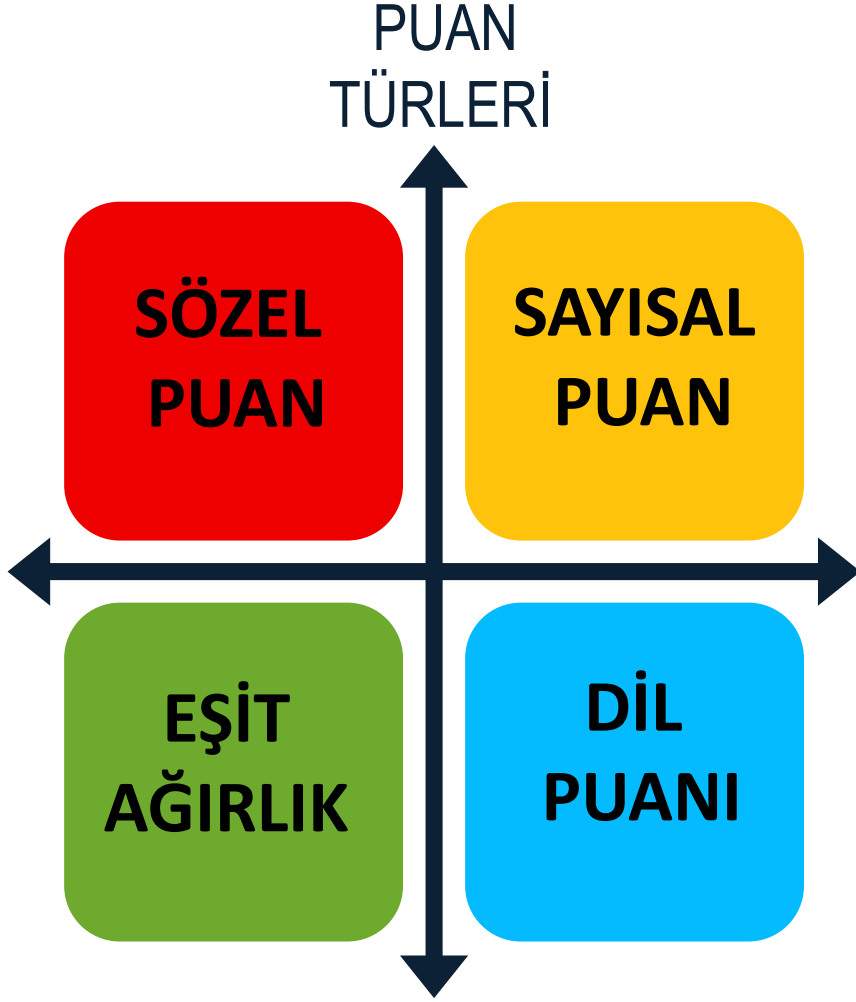 PUAN
TÜRLERİ
SÖZEL
PUAN
SAYISAL
PUAN
EŞİT
AĞIRLIK
DİL
PUANI